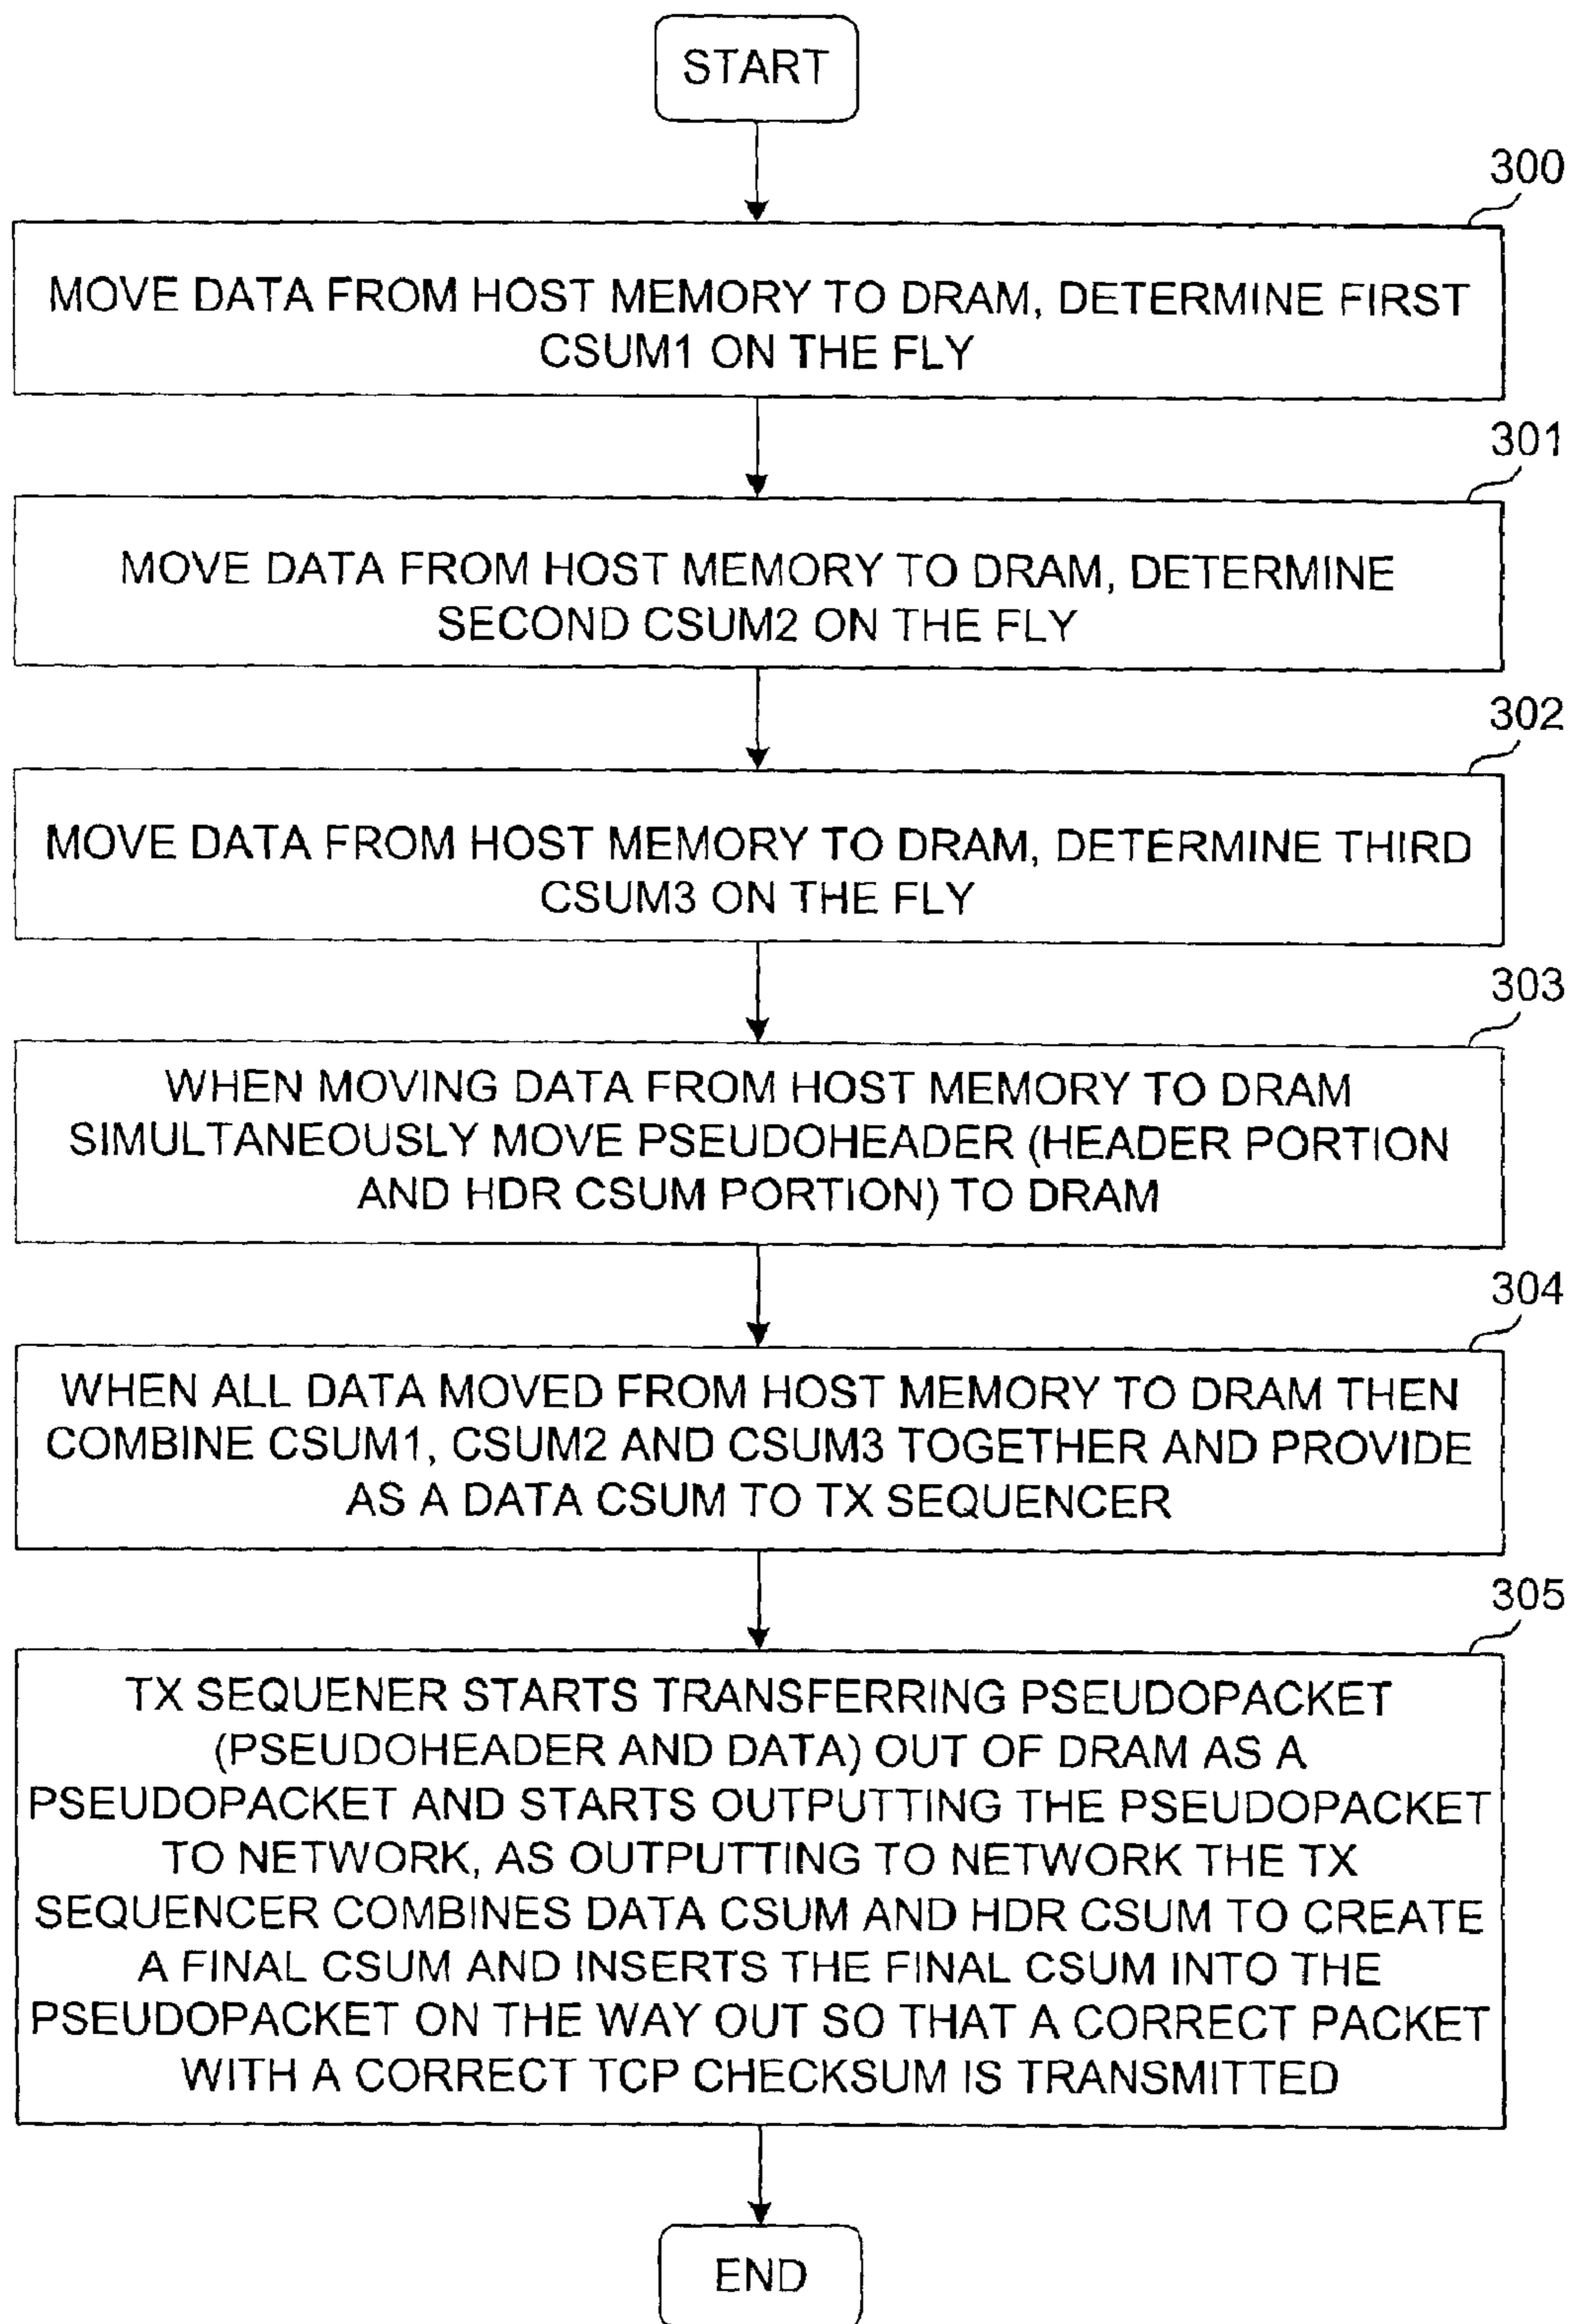 START
300
MOVE DATA FROM HOST MEMORY TO DRAM, DETERMINE FIRST
CSUM1 ON THE FLY
301
MOVE DATA FROM HOST MEMORY TO DRAM, DETERMINE
SECOND CSUM2 ON THE FLY
302
MOVE DATA FROM HOST MEMORY TO DRAM, DETERMINE THIRD
CSUM3 ON THE FLY
303
WHEN MOVING DATA FROM HOST MEMORY TO DRAM
SIMULTANEOUSLY MOVE PSEUDOHEADER (HEADER PORTION
AND HDR CSUM PORTION) TO DRAM
304
WHEN ALL DATA MOVED FROM HOST MEMORY TO DRAM THEN
COMBINE CSUM1, CSUM2 AND CSUM3 TOGETHER AND PROVIDE
AS A DATA CSUM TO TX SEQUENCER
305
TX SEQUENER STARTS TRANSFERRING PSEUDOPACKET
(PSEUDOHEADER AND DATA) OUT OF DRAM AS A
PSEUDOPACKET AND STARTS OUTPUTTING THE PSEUDOPACKET
TO NETWORK, AS OUTPUTTING TO NETWORK THE TX
SEQUENCER COMBINES DATA CSUM AND HDR CSUM TO CREATE
A FINAL CSUM AND INSERTS THE FINAL CSUM INTO THE
PSEUDOPACKET ON THE WAY OUT SO THAT A CORRECT PACKET
WITH A CORRECT TCP CHECKSUM IS TRANSMITTED
END